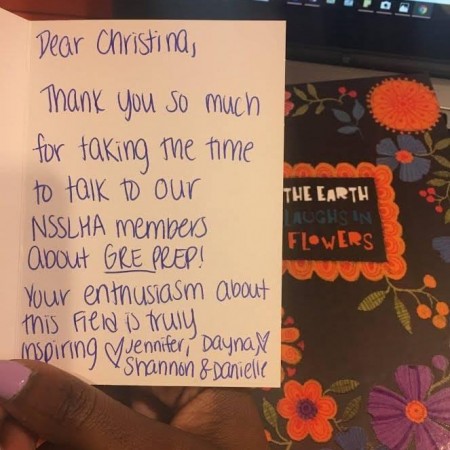 Dear Christina,
Thank you so much
for taking the time
to talk to our
NSSLHA members
about GRE PREP!
Your enthusiasm about
this field is truly
nspiring ♡ Jennifer, Dayna ♡
Shannon & Danielle
THE EARTH
LAUGHS IN
FLOWERS